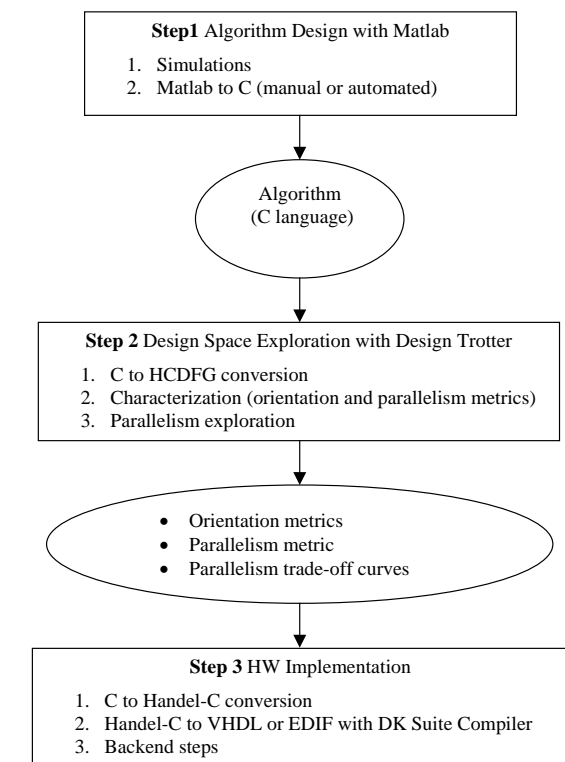 Step1 Algorithm Design with Matlab
1. Simulations
2. Matlab to C (manual or automated)
Algorithm
(C language)
Step 2 Design Space Exploration with Design Trotter
1. C to HCDFG conversion
2. Characterization (orientation and parallelism metrics)
3. Parallelism exploration
• Orientation metrics
• Parallelism metric
• Parallelism trade-off curves
Step 3 HW Implementation
1. C to Handel-C conversion
2. Handel-C to VHDL or EDIF with DK Suite Compiler
3. Backend steps